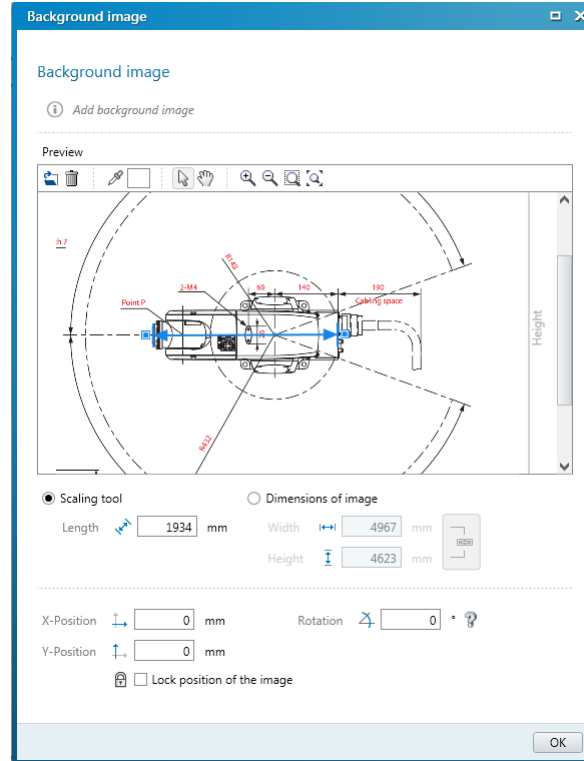 Background image
Background image
Add background image
Preview
h 7
R145
2-M4
60
140
190
Cabling space
Point P
R432
Height
Scaling tool
Dimensions of image
Length 1934 mm
Width 4967 mm
Height 4623 mm
X-Position 0 mm
Rotation 0 °
Y-Position 0 mm
Lock position of the image
OK